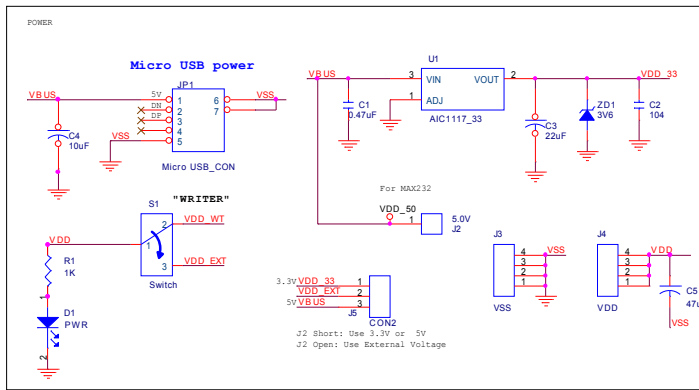 POWER
Micro USB power
JP1
VBUS
5V
1
6
VSS
DN
2
7
DP
3
4
VSS
5
C4
10uF
Micro USB_CON
U1
VBUS
3
VIN
VOUT
2
VDD_33
1
ADJ
AIC1117_33
C1
0.47uF
C3
22uF
ZD1
3V6
C2
104
"WRITER"
S1
VDD
1
2
VDD_WT
3
VDD_EXT
Switch
R1
1K
1
D1
PWR
2
For MAX232
VDD_50
1
5.0V
J2
3.3V
VDD_33
1
VDD_EXT
2
5V
VBUS
3
J5
CON2
J2 Short: Use 3.3V or 5V
J2 Open: Use External Voltage
J3
4
VSS
3
2
1
VSS
J4
4
VDD
3
2
1
VDD
C5
47u
VSS